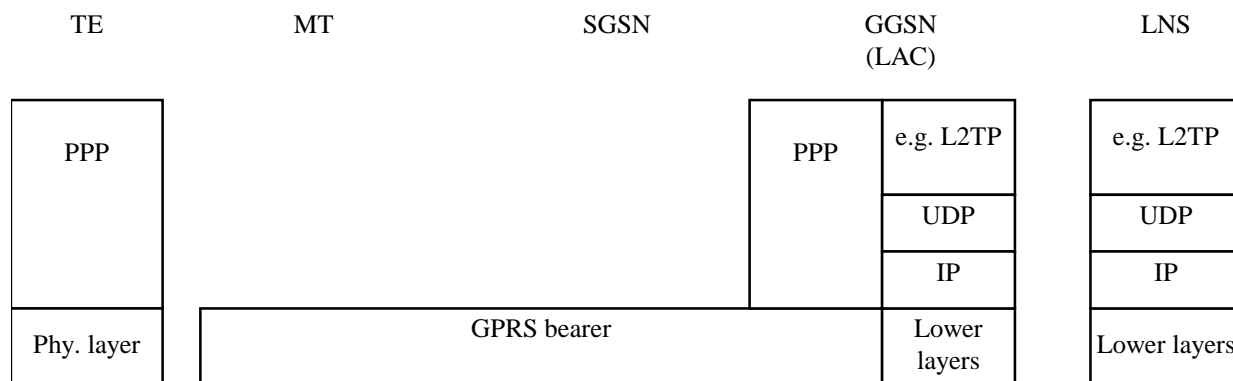 TE MT SGSN GGSN LNS
(LAC)
PPP PPP e.g. L2TP e.g. L2TP
UDP UDP
IP IP
Phy. layer GPRS bearer Lower Lower layers
layers